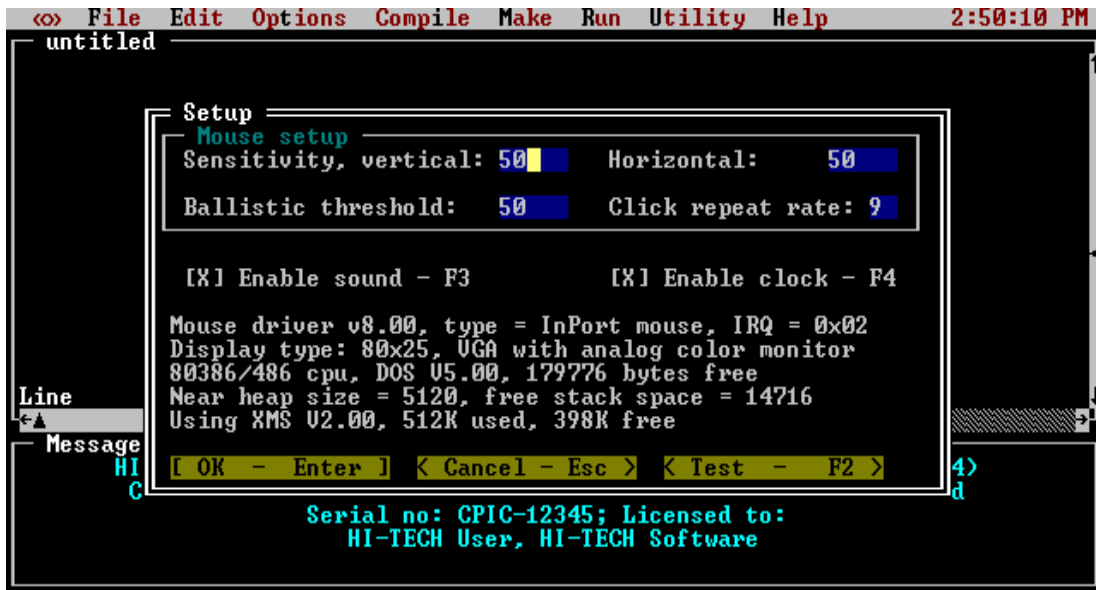 <<>> File Edit Options Compile Make Run Utility Help 2:50:10 PM
untitled
Setup
Mouse setup
Sensitivity, vertical: 50 Horizontal: 50
Ballistic threshold: 50 Click repeat rate: 9
[X] Enable sound - F3 [X] Enable clock - F4
Mouse driver v8.00, type = InPort mouse, IRQ = 0x02
Display type: 80x25, VGA with analog color monitor
80386/486 cpu, DOS V5.00, 179776 bytes free
Line Near heap size = 5120, free stack space = 14716
Using XMS V2.00, 512K used, 398K free
Message
HI [ OK - Enter ] < Cancel - Esc > < Test - F2 > 4)
C d
Serial no: CPIC-12345; Licensed to:
HI-TECH User, HI-TECH Software